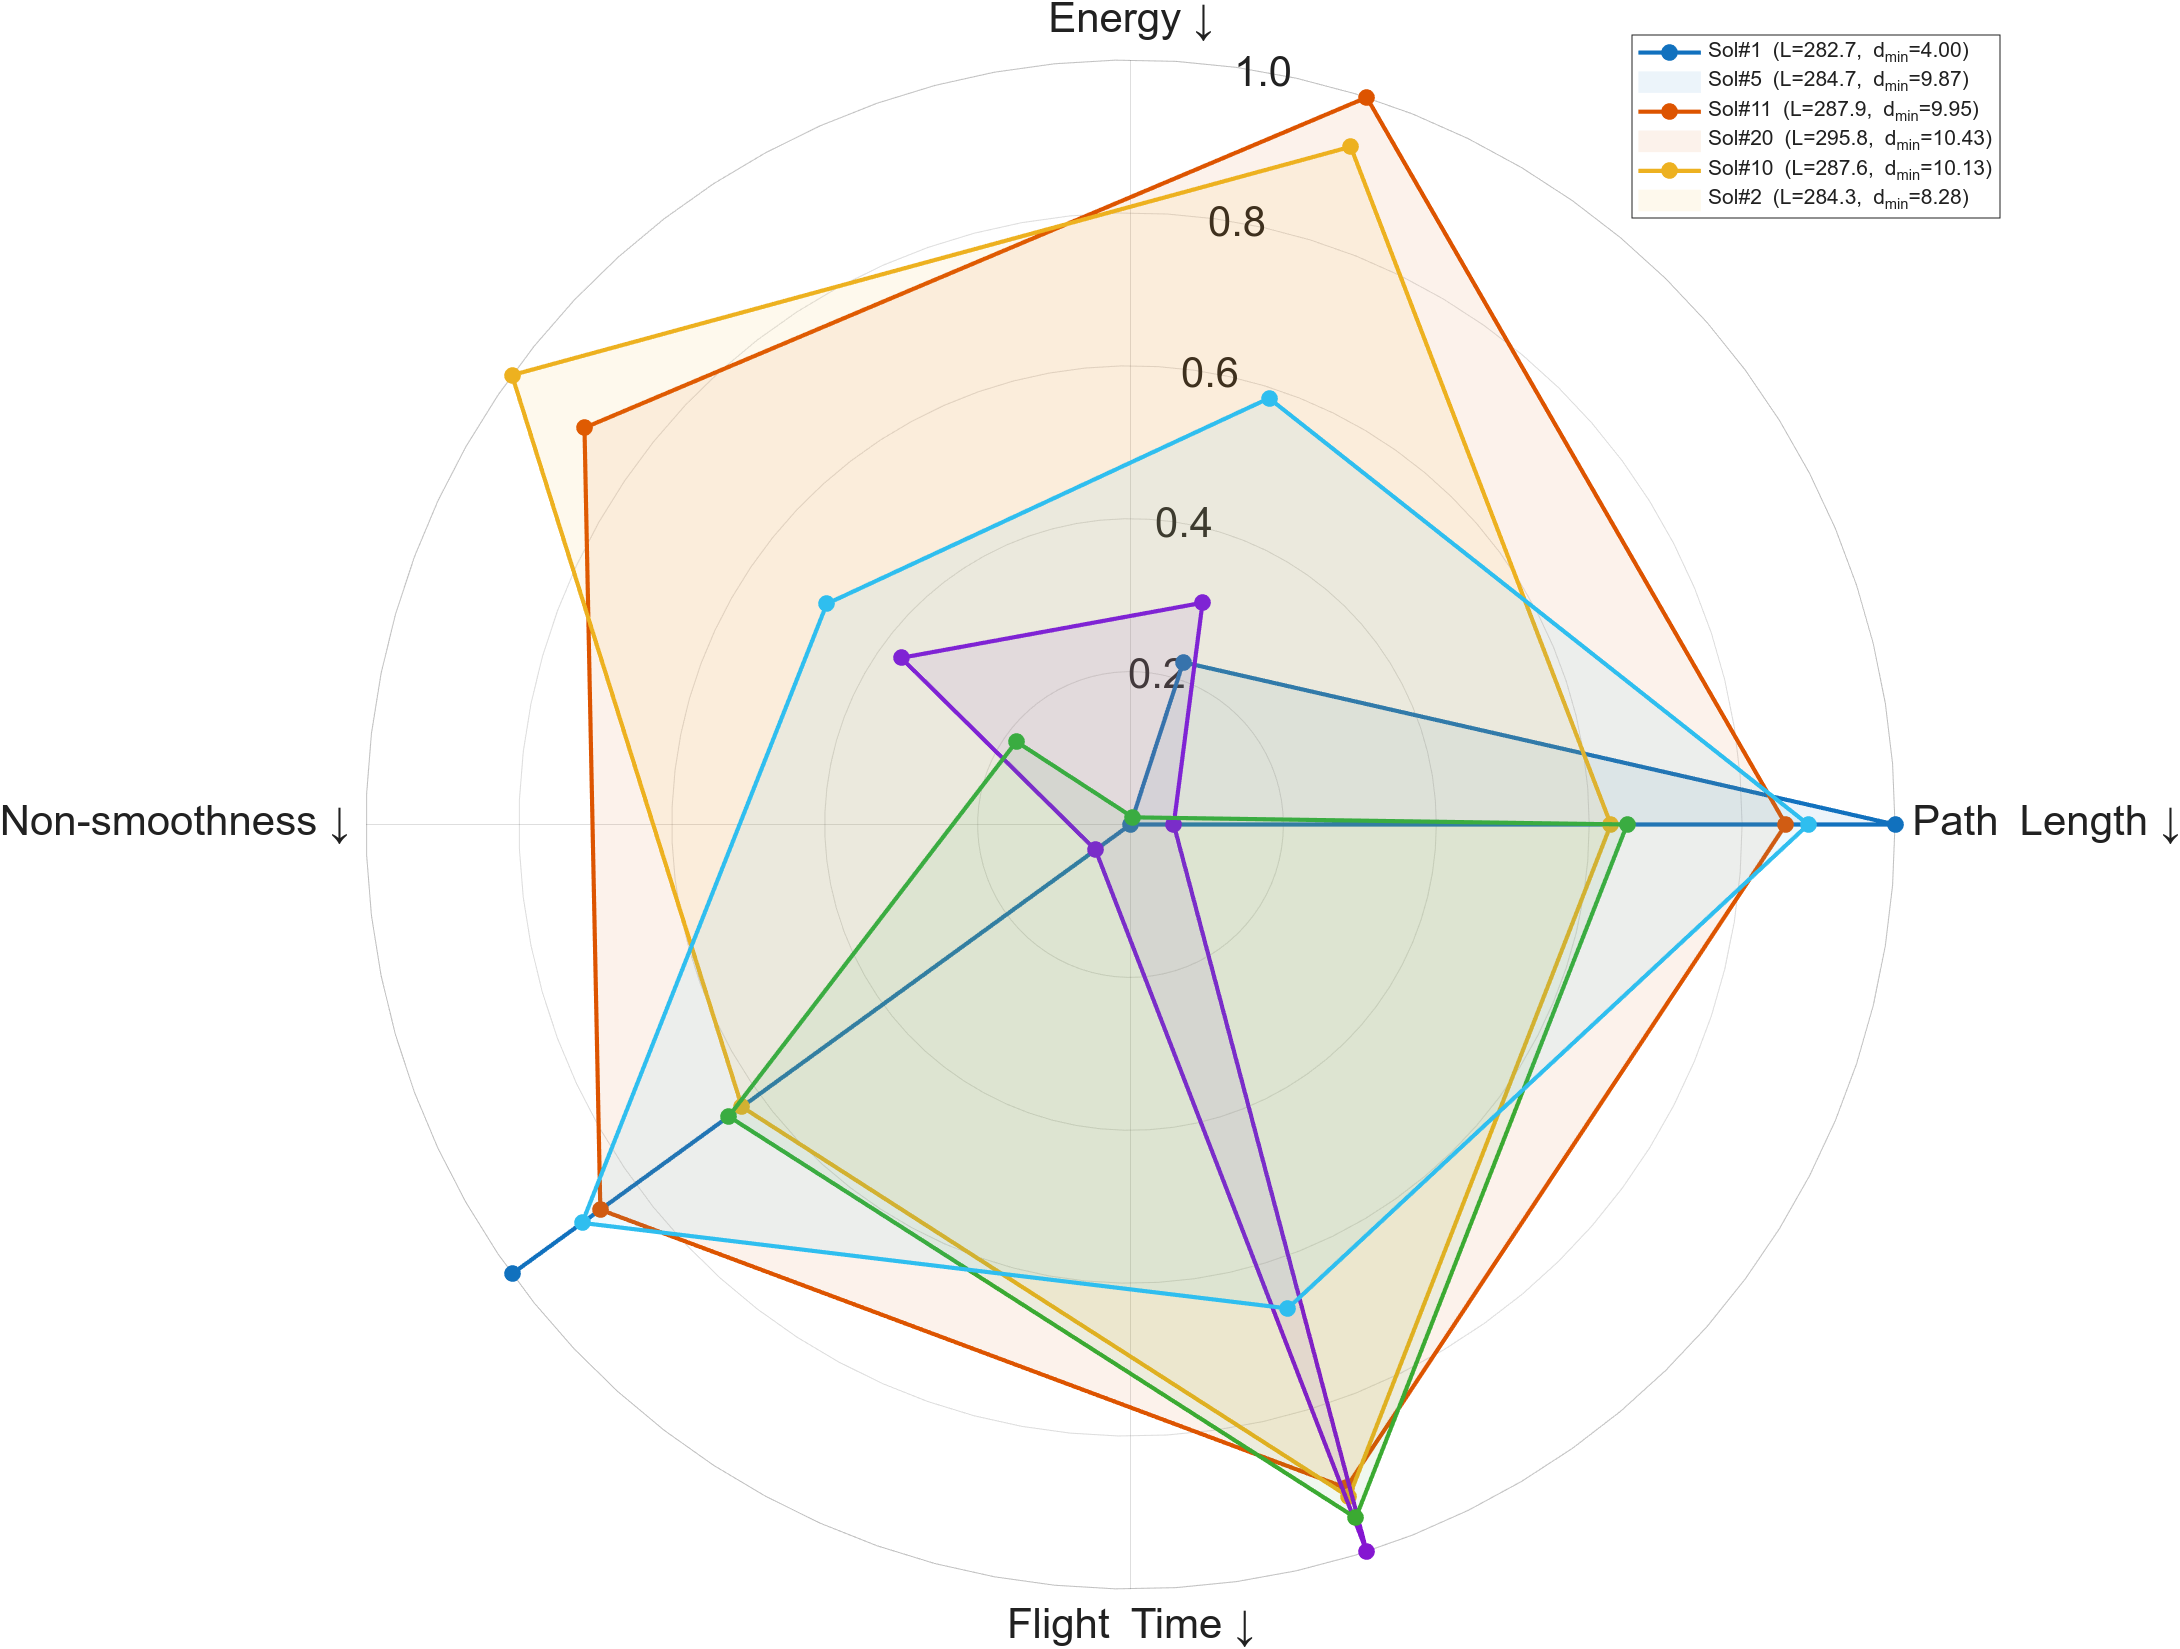 Energy ↓
1.0
0.8
0.6
0.4
0.2
Non-smoothness ↓
Path Length ↓
Flight Time ↓
Sol#1 (L=282.7, dmin=4.00)
Sol#5 (L=284.7, dmin=9.87)
Sol#11 (L=287.9, dmin=9.95)
Sol#20 (L=295.8, dmin=10.43)
Sol#10 (L=287.6, dmin=10.13)
Sol#2 (L=284.3, dmin=8.28)